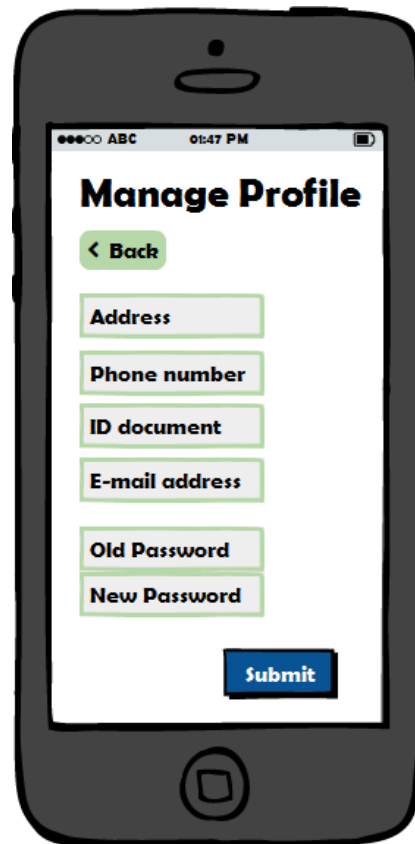 ABC 01:47 PM
Manage Profile
< Back
Address
Phone number
ID document
E-mail address
Old Password
New Password
Submit